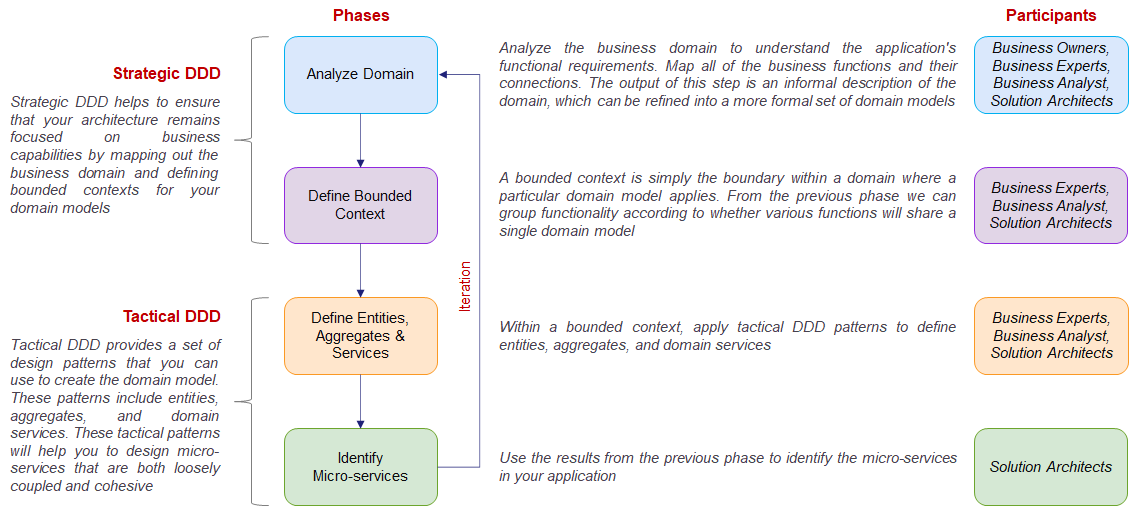 Phases
Participants
Strategic DDD
Strategic DDD helps to ensure
that your architecture remains
focused on business
capabilities by mapping out the
business domain and defining
bounded contexts for your
domain models
Analyze Domain
Analyze the business domain to understand the application's
functional requirements. Map all of the business functions and their
connections. The output of this step is an informal description of the
domain, which can be refined into a more formal set of domain models
Business Owners,
Business Experts,
Business Analyst,
Solution Architects
Define Bounded
Context
A bounded context is simply the boundary within a domain where a
particular domain model applies. From the previous phase we can
group functionality according to whether various functions will share a
single domain model
Business Experts,
Business Analyst,
Solution Architects
Iteration
Tactical DDD
Tactical DDD provides a set of
design patterns that you can
use to create the domain model.
These patterns include entities,
aggregates, and domain
services. These tactical patterns
will help you to design micro-
services that are both loosely
coupled and cohesive
Define Entities,
Aggregates &
Services
Within a bounded context, apply tactical DDD patterns to define
entities, aggregates, and domain services
Business Experts,
Business Analyst,
Solution Architects
Identify
Micro-services
Use the results from the previous phase to identify the micro-services
in your application
Solution Architects